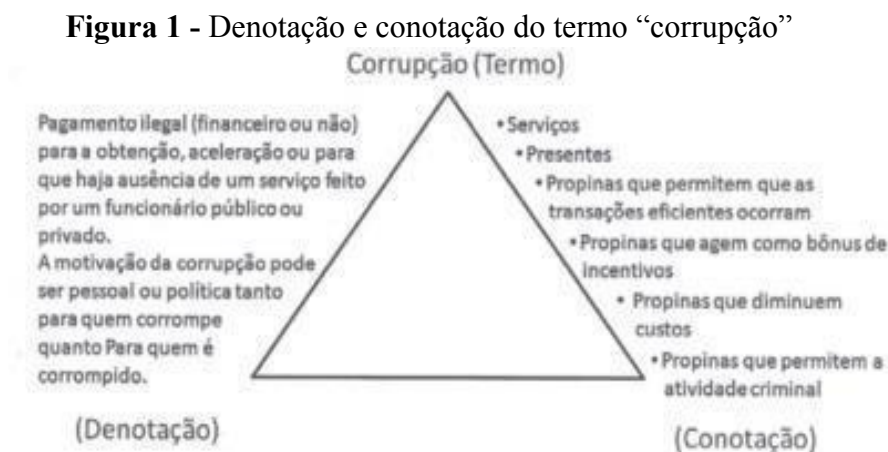 Figura 1 - Denotação e conotação do termo “corrupção”
Corrupção (Termo)
Pagamento ilegal (financeiro ou não)
para a obtenção, aceleração ou para
que haja ausência de um serviço feito
por um funcionário público ou
privado.
A motivação da corrupção pode
ser pessoal ou política tanto
para quem corrompe
quanto Para quem é
corrompido.
(Denotação)
• Serviços
• Presentes
• Propinas que permitem que as
transações eficientes ocorram
• Propinas que agem como bônus de
incentivos
• Propinas que diminuem
custos
• Propinas que permitem a
atividade criminal
(Conotação)